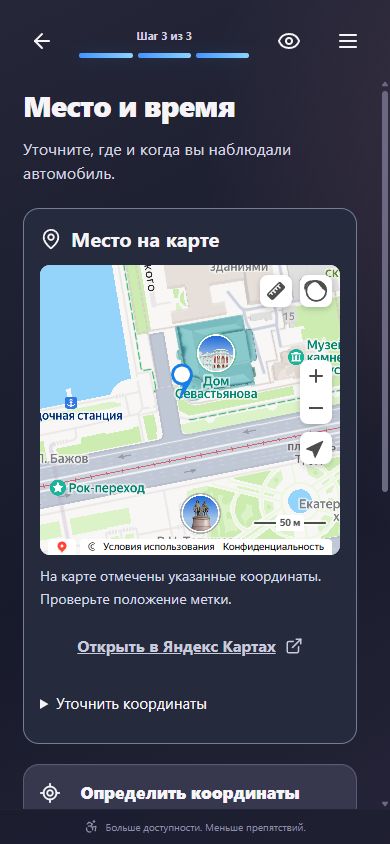 Шаг 3 из 3
Место и время
Уточните, где и когда вы наблюдали
автомобиль.
Место на карте
зданиями
15
Дом
Севастьянова
П. Бажов
Рок-переход
50 м
Условия использования
Конфиденциальность
На карте отмечены указанные координаты.
Проверьте положение метки.
Открыть в Яндекс Картах
Уточнить координаты
Определить координаты
Больше доступности. Меньше препятствий.